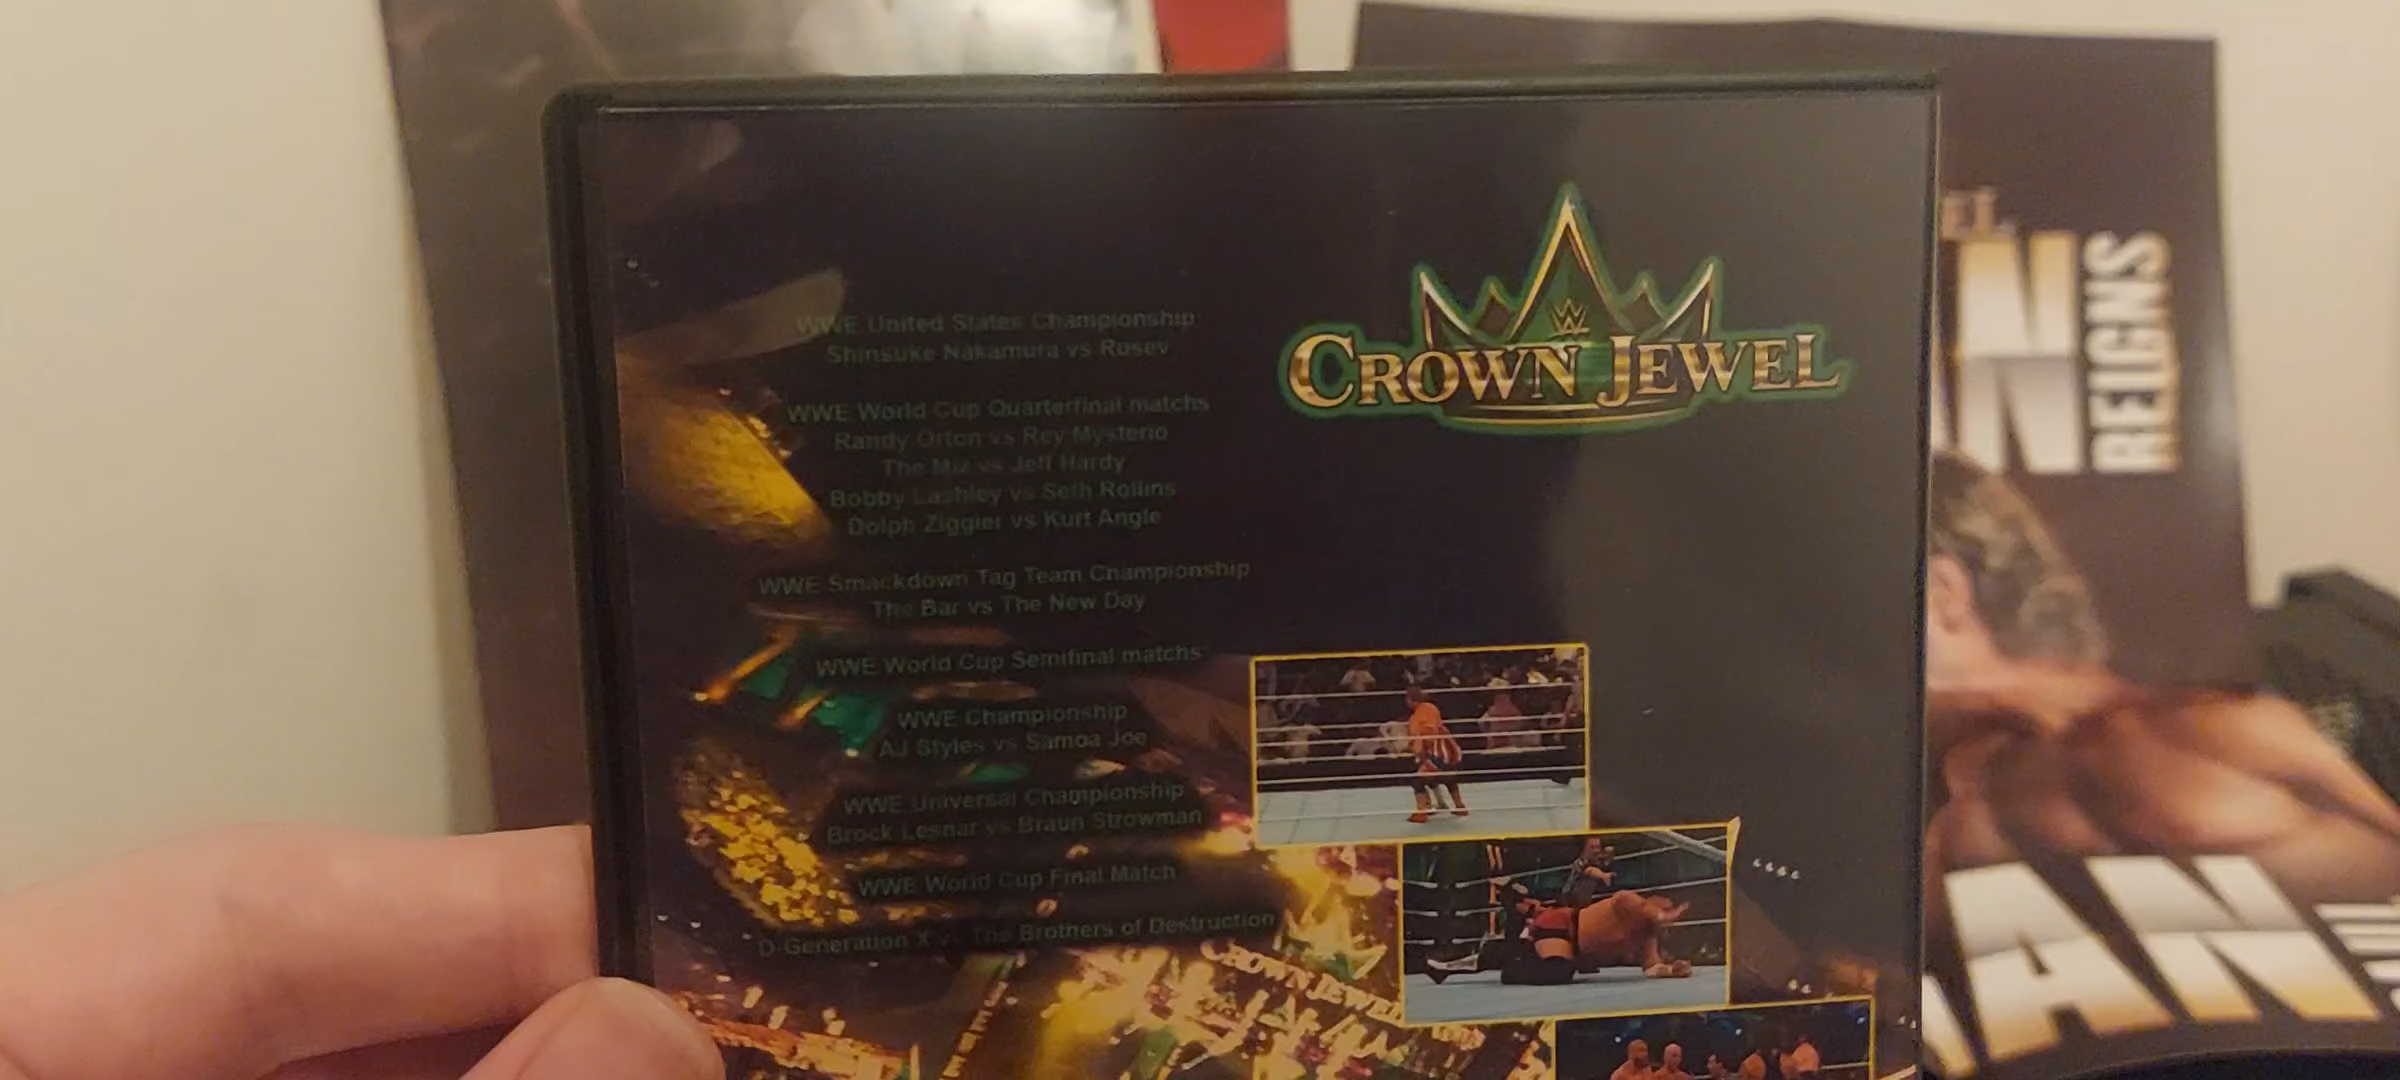 WWE United States Championship
Shinsuke Nakamura vs Rusev
WWE World Cup Quarterfinal matchs
Randy Orton vs Rey Mysterio
The Miz vs Jeff Hardy
Bobby Lashley vs Seth Rollins
Dolph Ziggler vs Kurt Angle
WWE Smackdown Tag Team Championship
The Bar vs The New Day
WWE World Cup Semifinal matchs
WWE Championship
AJ Styles vs Samoa Joe
WWE Universal Championship
Brock Lesnar vs Braun Strowman
WWE World Cup Final Match
D-Generation X vs The Brothers of Destruction
W
CROWN JEWEL
CROWN JEWEL
REIGNS